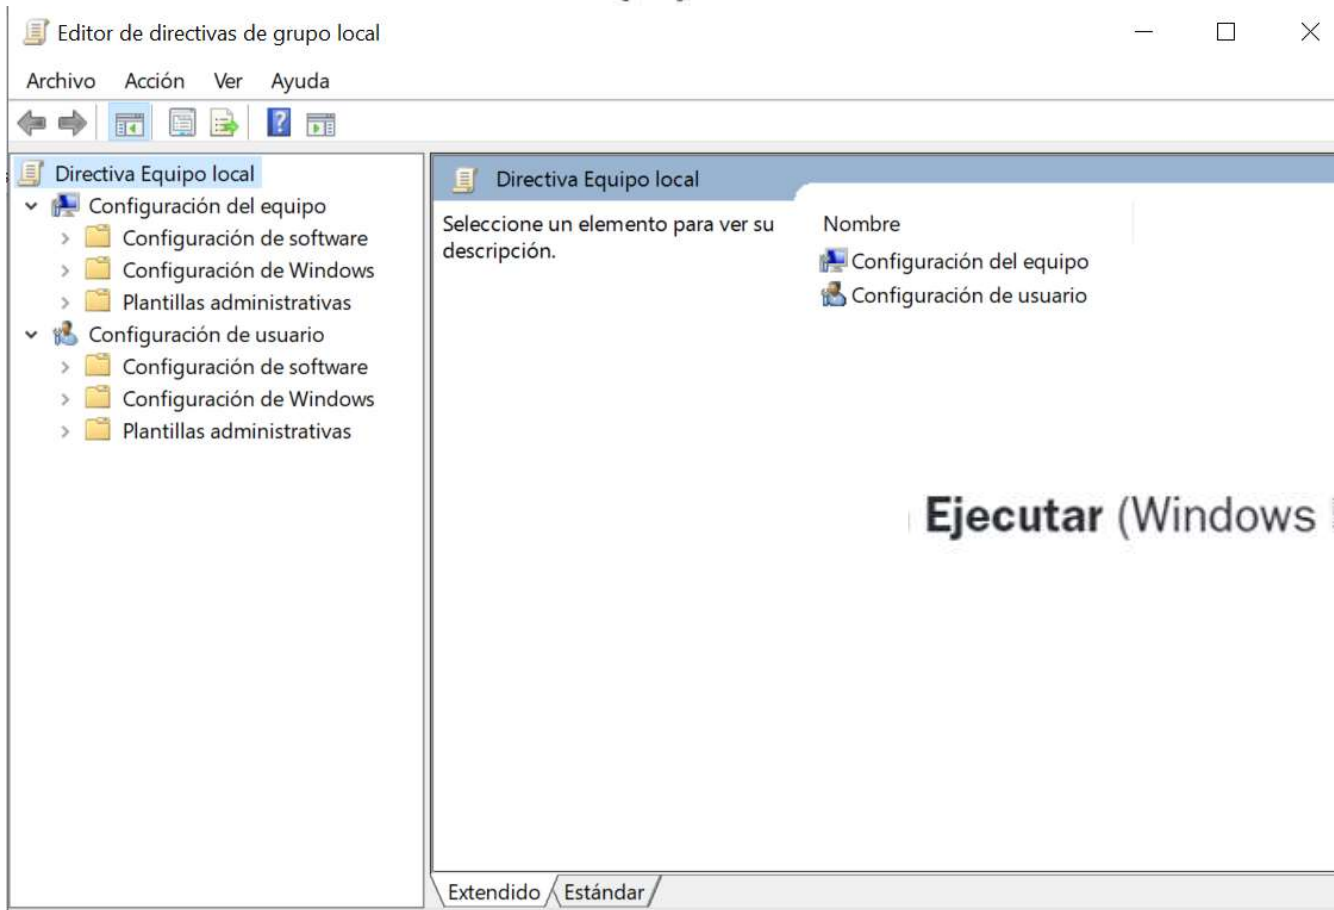 Editor de directivas de grupo local
Archivo Acción Ver Ayuda
Directiva Equipo local
Configuración del equipo
Configuración de software
Configuración de Windows
Plantillas administrativas
Configuración de usuario
Configuración de software
Configuración de Windows
Plantillas administrativas
Directiva Equipo local
Seleccione un elemento para ver su
descripción.
Nombre
Configuración del equipo
Configuración de usuario
Ejecutar (Windows
Extendido Estándar